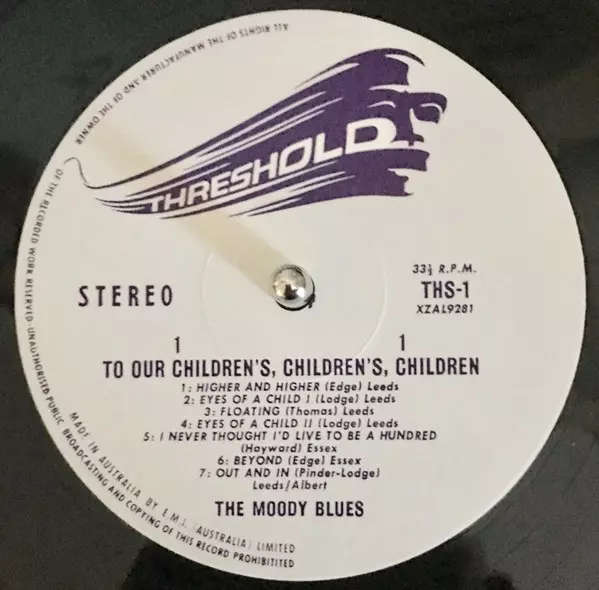 ALL RIGHTS OF THE MANUFACTURER AND OF THE OWNER
OF THE RECORDED WORK RESERVED-UNAUTHORISED PUBLIC BROADCASTING AND COPYING OF THIS RECORD PROHIBITITED
THRESHOLD
STEREO
33⅓ R.P.M.
THS-1
XZAL9281
1 1
TO OUR CHILDREN'S, CHILDREN'S, CHILDREN
1: HIGHER AND HIGHER (Edge) Leeds
2: EYES OF A CHILD I (Lodge) Leeds
3: FLOATING (Thomas) Leeds
4: EYES OF A CHILD II (Lodge) Leeds
5: I NEVER THOUGHT I'D LIVE TO BE A HUNDRED
(Hayward) Essex
6: BEYOND (Edge) Essex
7: OUT AND IN (Pinder-Lodge)
Leeds/Albert
THE MOODY BLUES
MADE IN AUSTRALIA BY E.M.I. (AUSTRALIA) LIMITED